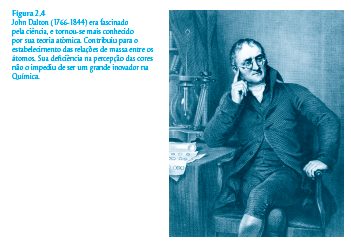 Figura 2.4
John Dalton (1766-1844) era fascinado
pela ciência, e tornou-se mais conhecido
por sua teoria atômica. Contribuiu para o
estabelecimento das relações de massa entre os
átomos. Sua deficiência na percepção das cores
não o impediu de ser um grande inovador na
Química.